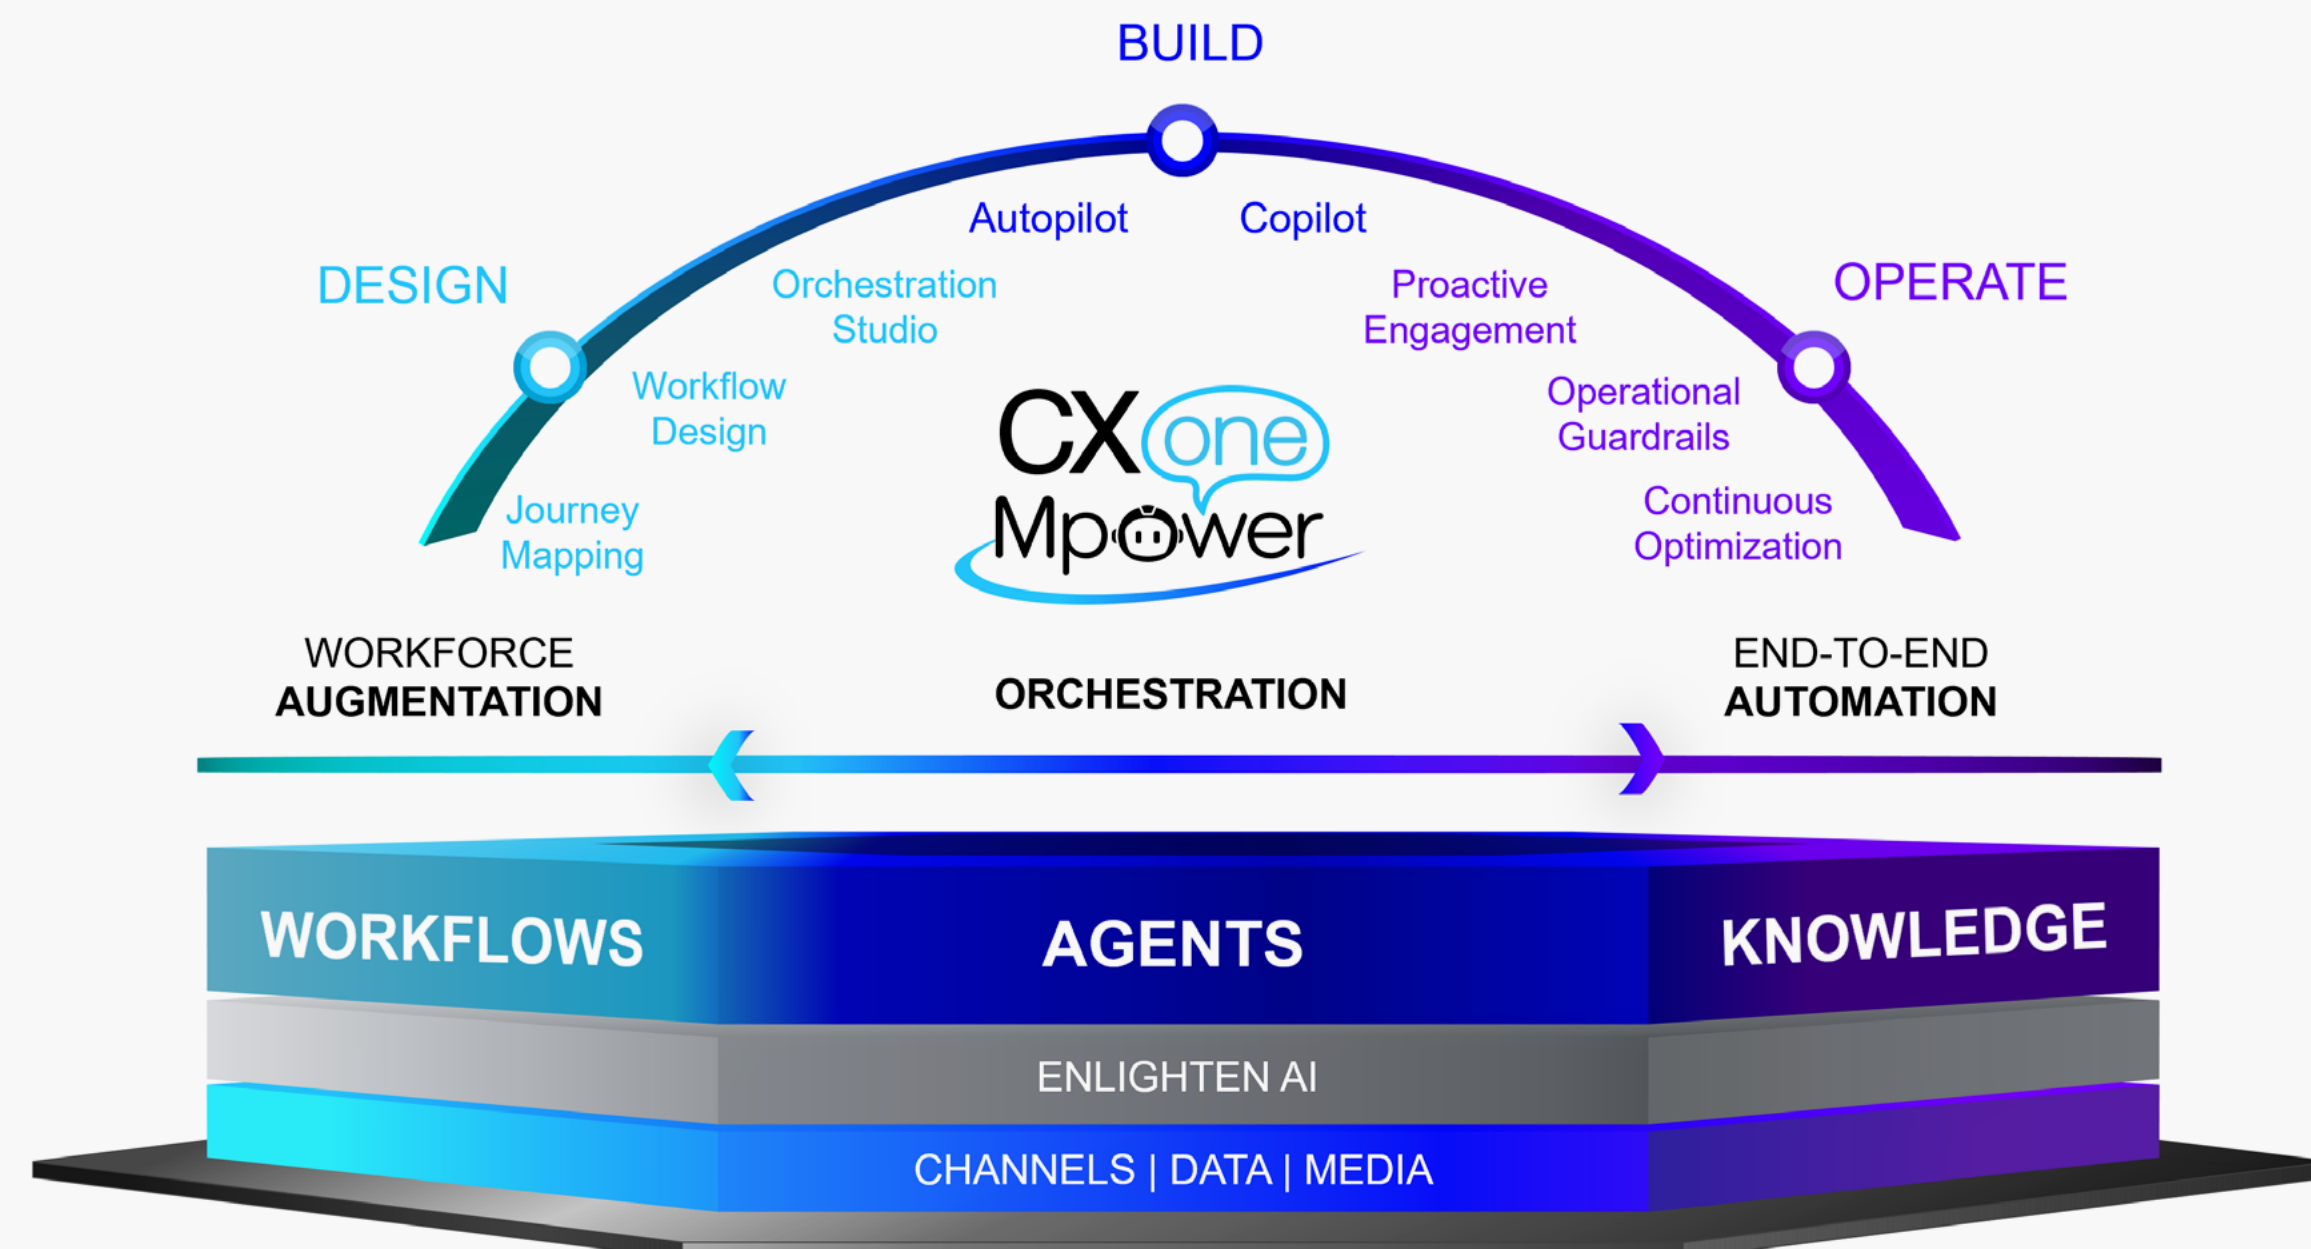 BUILD
Autopilot
Copilot
DESIGN
Orchestration
Studio
Workflow
Design
Journey
Mapping
OPERATE
Proactive
Engagement
Operational
Guardrails
Continuous
Optimization
CXone
Mpower
WORKFORCE
AUGMENTATION
ORCHESTRATION
END-TO-END
AUTOMATION
WORKFLOWS
AGENTS
KNOWLEDGE
ENLIGHTEN AI
CHANNELS | DATA | MEDIA